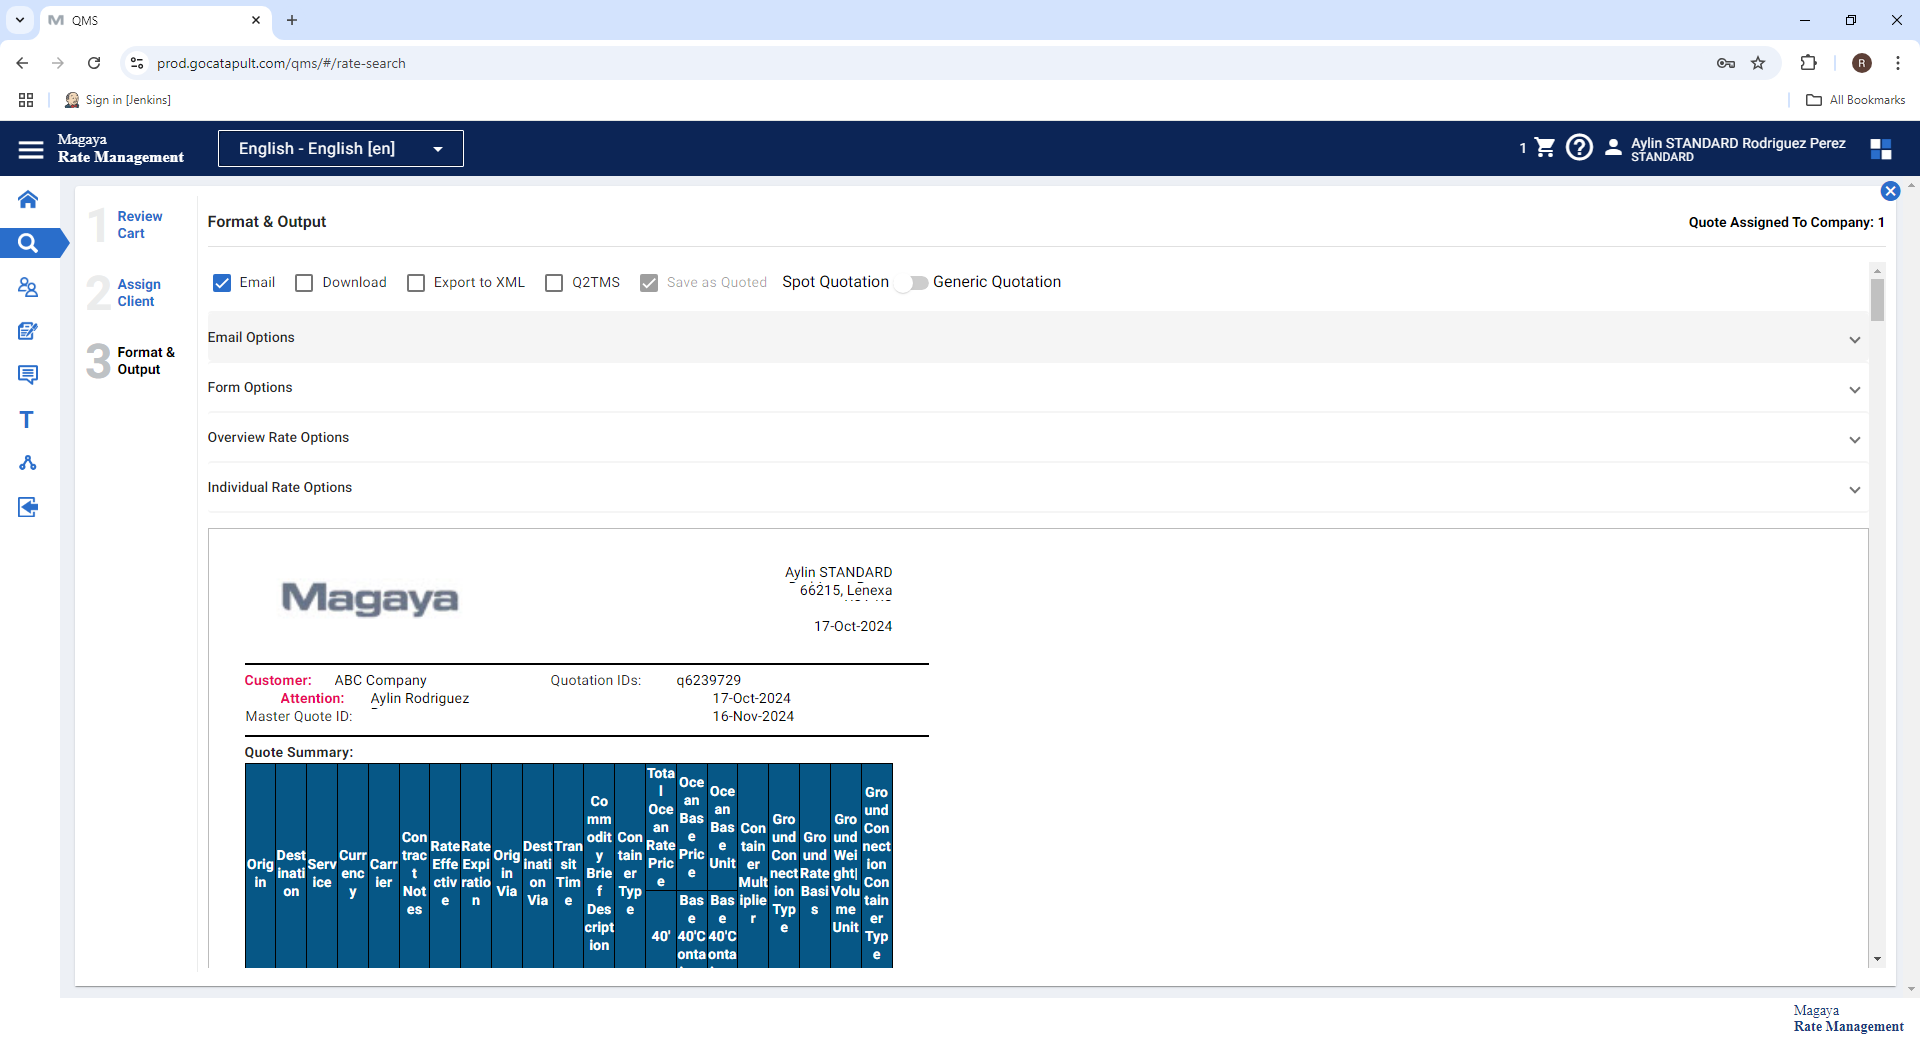 QMS
prod.gocatapult.com/qms/#/rate-search
R
Sign in [Jenkins]
All Bookmarks
Magaya
Rate Management
English - English [en]
1
Aylin STANDARD Rodriguez Perez
STANDARD
1 Review Cart
2 Assign Client
3 Format & Output
Format & Output
Quote Assigned To Company: 1
Email
Download
Export to XML
Q2TMS
Save as Quoted
Spot Quotation
Generic Quotation
Email Options
Form Options
Overview Rate Options
Individual Rate Options
Magaya
Aylin STANDARD
66215, Lenexa
17-Oct-2024
Customer: ABC Company
Quotation IDs: q6239729
Attention: Aylin Rodriguez
17-Oct-2024
Master Quote ID:
16-Nov-2024
Quote Summary:
Origin
Destination
Service
Currency
Carrier
Contract Notes
Rate Effective
Rate Expiration
Origin Via
Destination Via
Transit Time
Commodity Brief Description
Container Type
Total Ocean Rate Price
40'
Ocean Base Price
Base 40'Conta
Ocean Base Unit
Base 40'Conta
Container Multiplier
Ground Connection Type
Ground Rate Basis
Ground Weight|Volume Unit
Ground Connection Container Type
Magaya
Rate Management